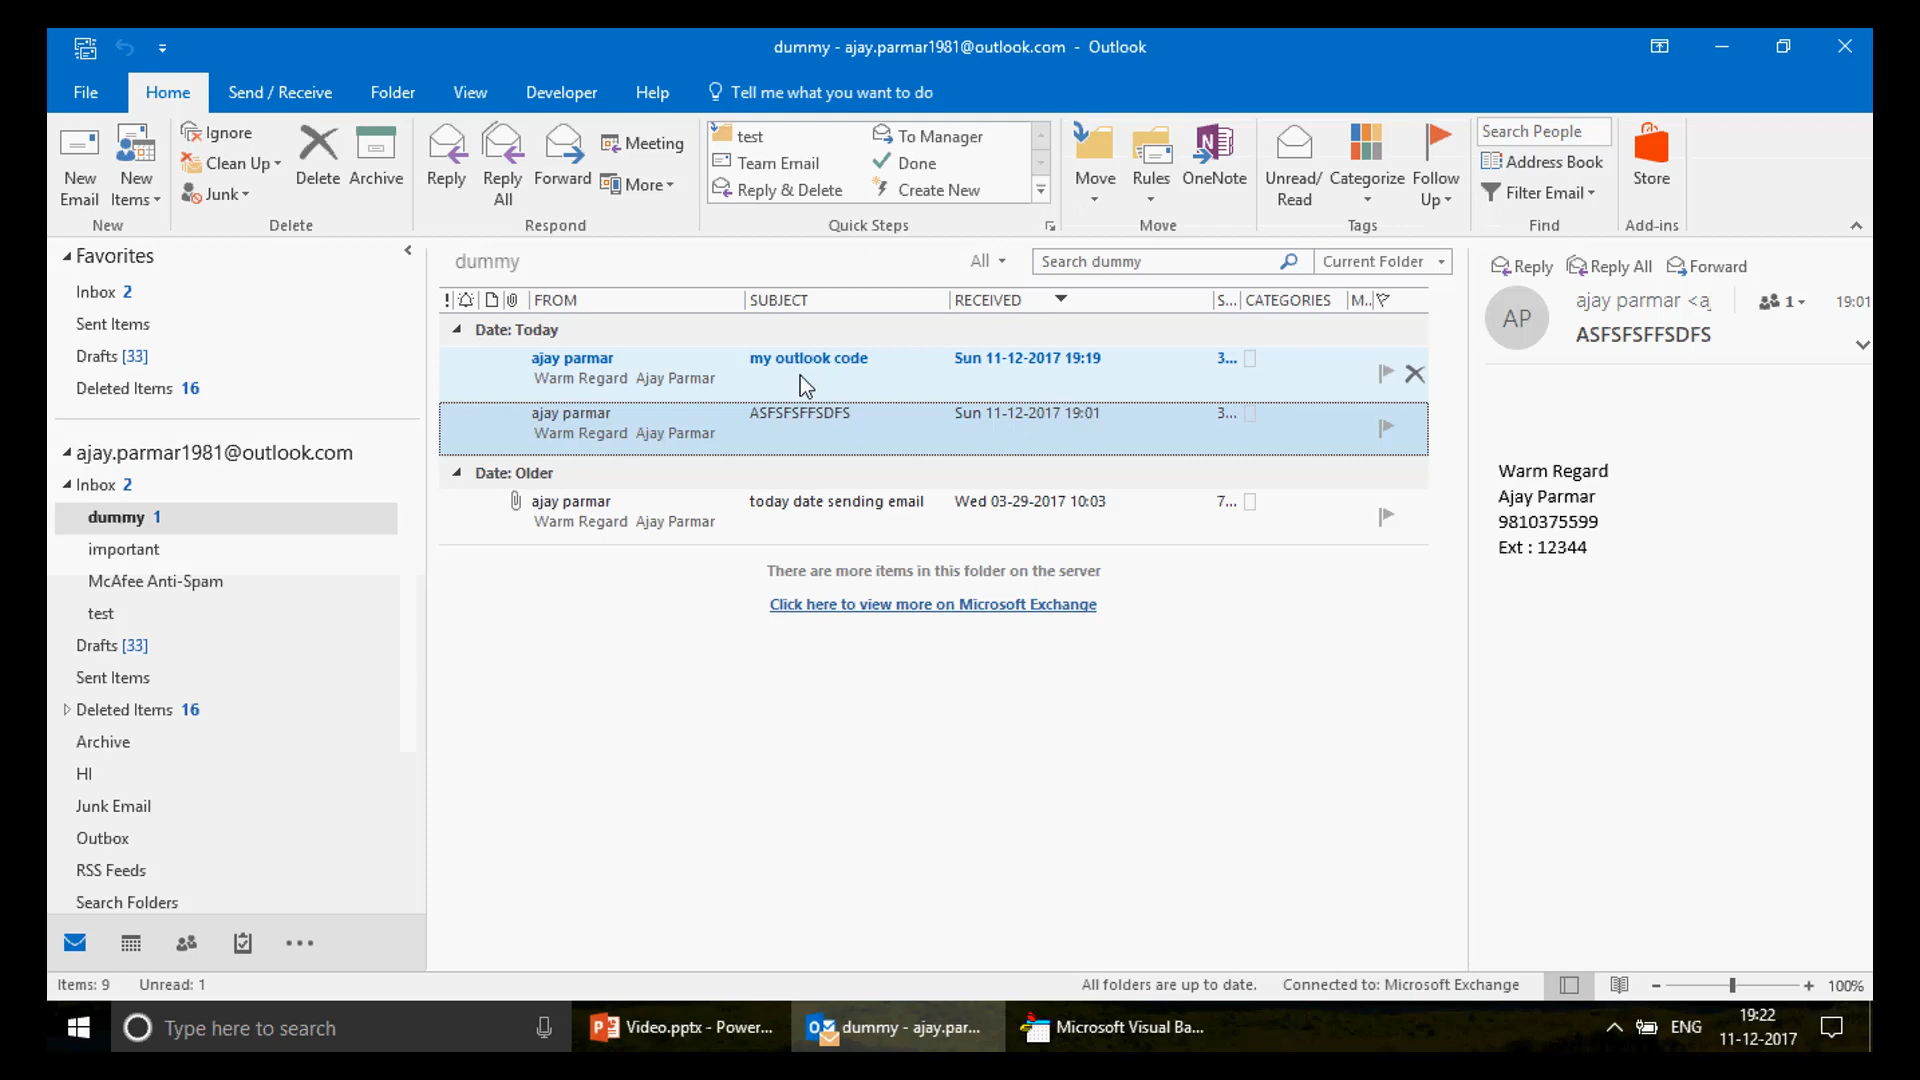 dummy - ajay.parmar1981@outlook.com - Outlook
File Home Send / Receive Folder View Developer Help Tell me what you want to do
New Email
New Items
New
Ignore
Clean Up
Junk
Delete
Archive
Delete
Reply
Reply All
Forward
Meeting
More
Respond
test
Team Email
Reply & Delete
To Manager
Done
Create New
Quick Steps
Move
Rules
OneNote
Move
Unread/ Read
Categorize
Follow Up
Tags
Search People
Address Book
Filter Email
Find
Store
Add-ins
Favorites
Inbox 2
Sent Items
Drafts [33]
Deleted Items 16
ajay.parmar1981@outlook.com
Inbox 2
dummy 1
important
McAfee Anti-Spam
test
Drafts [33]
Sent Items
Deleted Items 16
Archive
HI
Junk Email
Outbox
RSS Feeds
Search Folders
dummy All Search dummy Current Folder
! FROM SUBJECT RECEIVED S... CATEGORIES M..
Date: Today
ajay parmar my outlook code Sun 11-12-2017 19:19 3...
Warm Regard Ajay Parmar
ajay parmar ASFSFSFFSDFS Sun 11-12-2017 19:01 3...
Warm Regard Ajay Parmar
Date: Older
ajay parmar today date sending email Wed 03-29-2017 10:03 7...
Warm Regard Ajay Parmar
There are more items in this folder on the server
Click here to view more on Microsoft Exchange
Reply Reply All Forward
AP
ajay parmar <a 1 19:01
ASFSFSFFSDFS
Warm Regard
Ajay Parmar
9810375599
Ext : 12344
Items: 9 Unread: 1 All folders are up to date. Connected to: Microsoft Exchange 100%
Type here to search
Video.pptx - Power...
dummy - ajay.par...
Microsoft Visual Ba...
ENG
19:22
11-12-2017